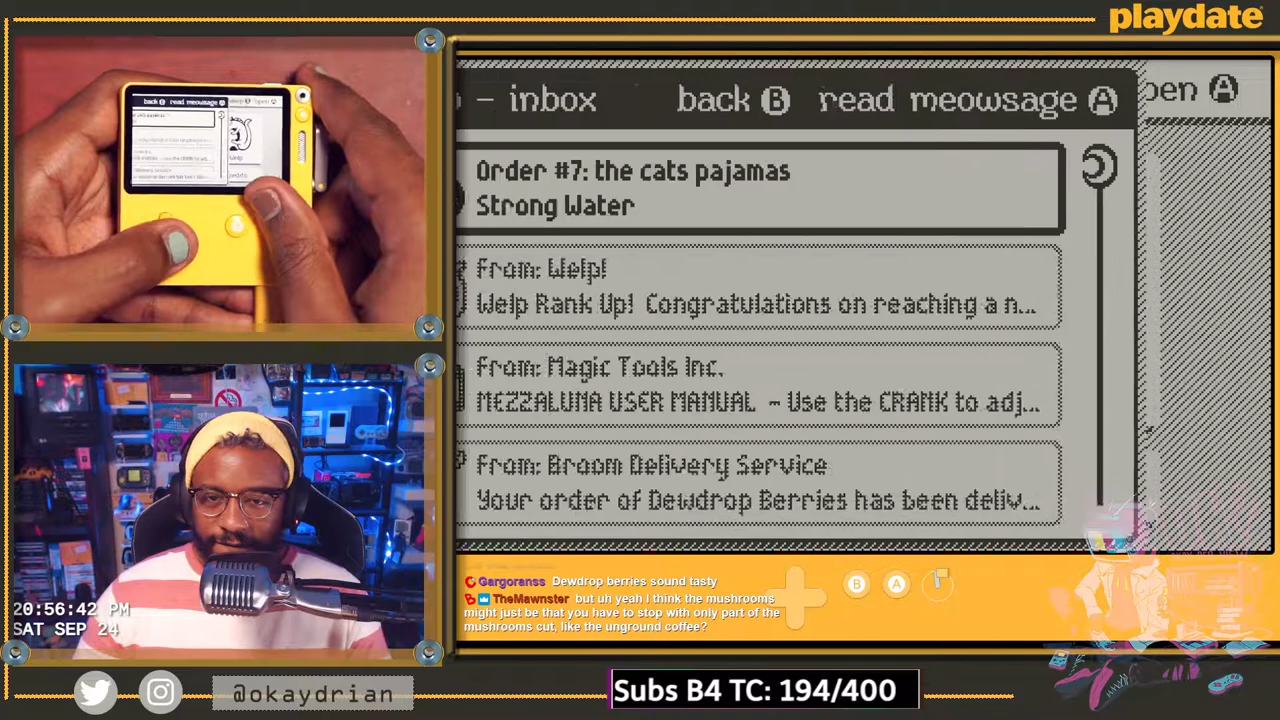 playdate
– inbox
back B
read meowsage A
pen A
Order #7: the cats pajamas
Strong Water
From: Welp!
Welp Rank Up! Congratulations on reaching a n...
From: Magic Tools Inc.
MEZZALUNA USER MANUAL – Use the CRANK to adj...
From: Broom Delivery Service
Your order of Dewdrop Berries has been deliv...
back B read meowsage A
Gargoranss Dewdrop berries sound tasty
TheMawnster but uh yeah I think the mushrooms
might just be that you have to stop with only part of the
mushrooms cut, like the unground coffee?
B
A
20:56:42 PM
SAT SEP 24
@okaydrian
Subs B4 TC: 194/400